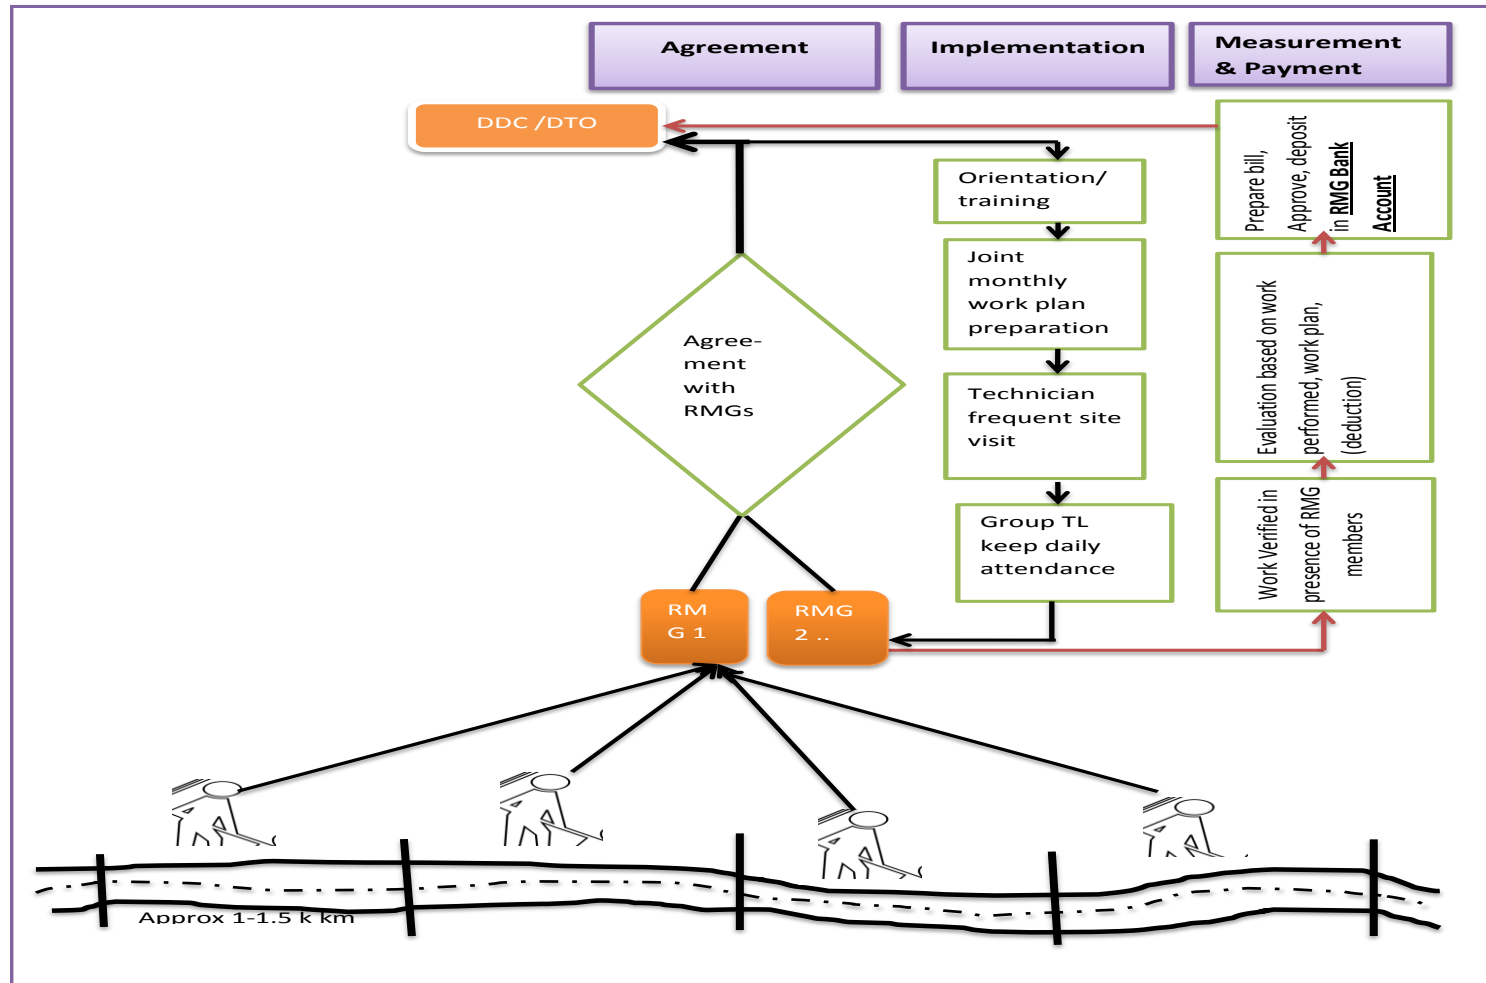 Agreement
Implementation
Measurement
& Payment
DDC /DTO
Orientation/
training
Joint
monthly
work plan
preparation
Technician
frequent site
visit
Group TL
keep daily
attendance
Prepare bill,
Approve, deposit
in RMG Bank
Account
Evaluation based on work
performed, work plan,
(deduction)
Work Verified in
presence of RMG
members
Agree-
ment
with
RMGs
RM
G 1
RMG
2 ..
Approx 1-1.5 k km